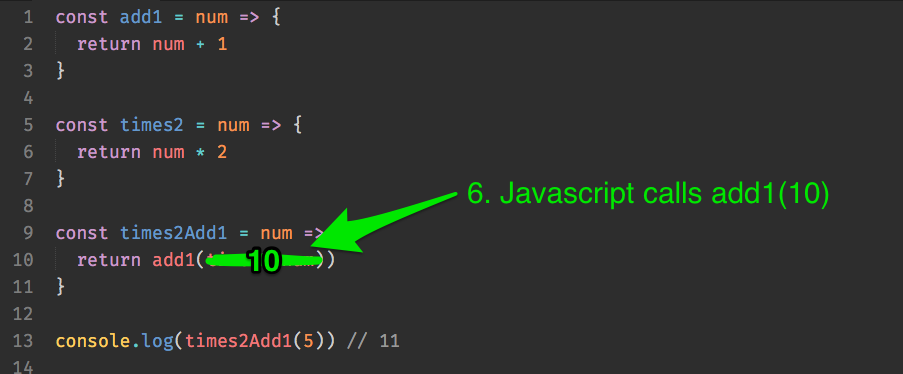 1 const add1 = num => {
2 return num + 1
3 }
4
5 const times2 = num => {
6 return num * 2
7 }
8
6. Javascript calls add1(10)
9 const times2Add1 = num =>
10 return add1(10))
11 }
12
13 console.log(times2Add1(5)) // 11
14